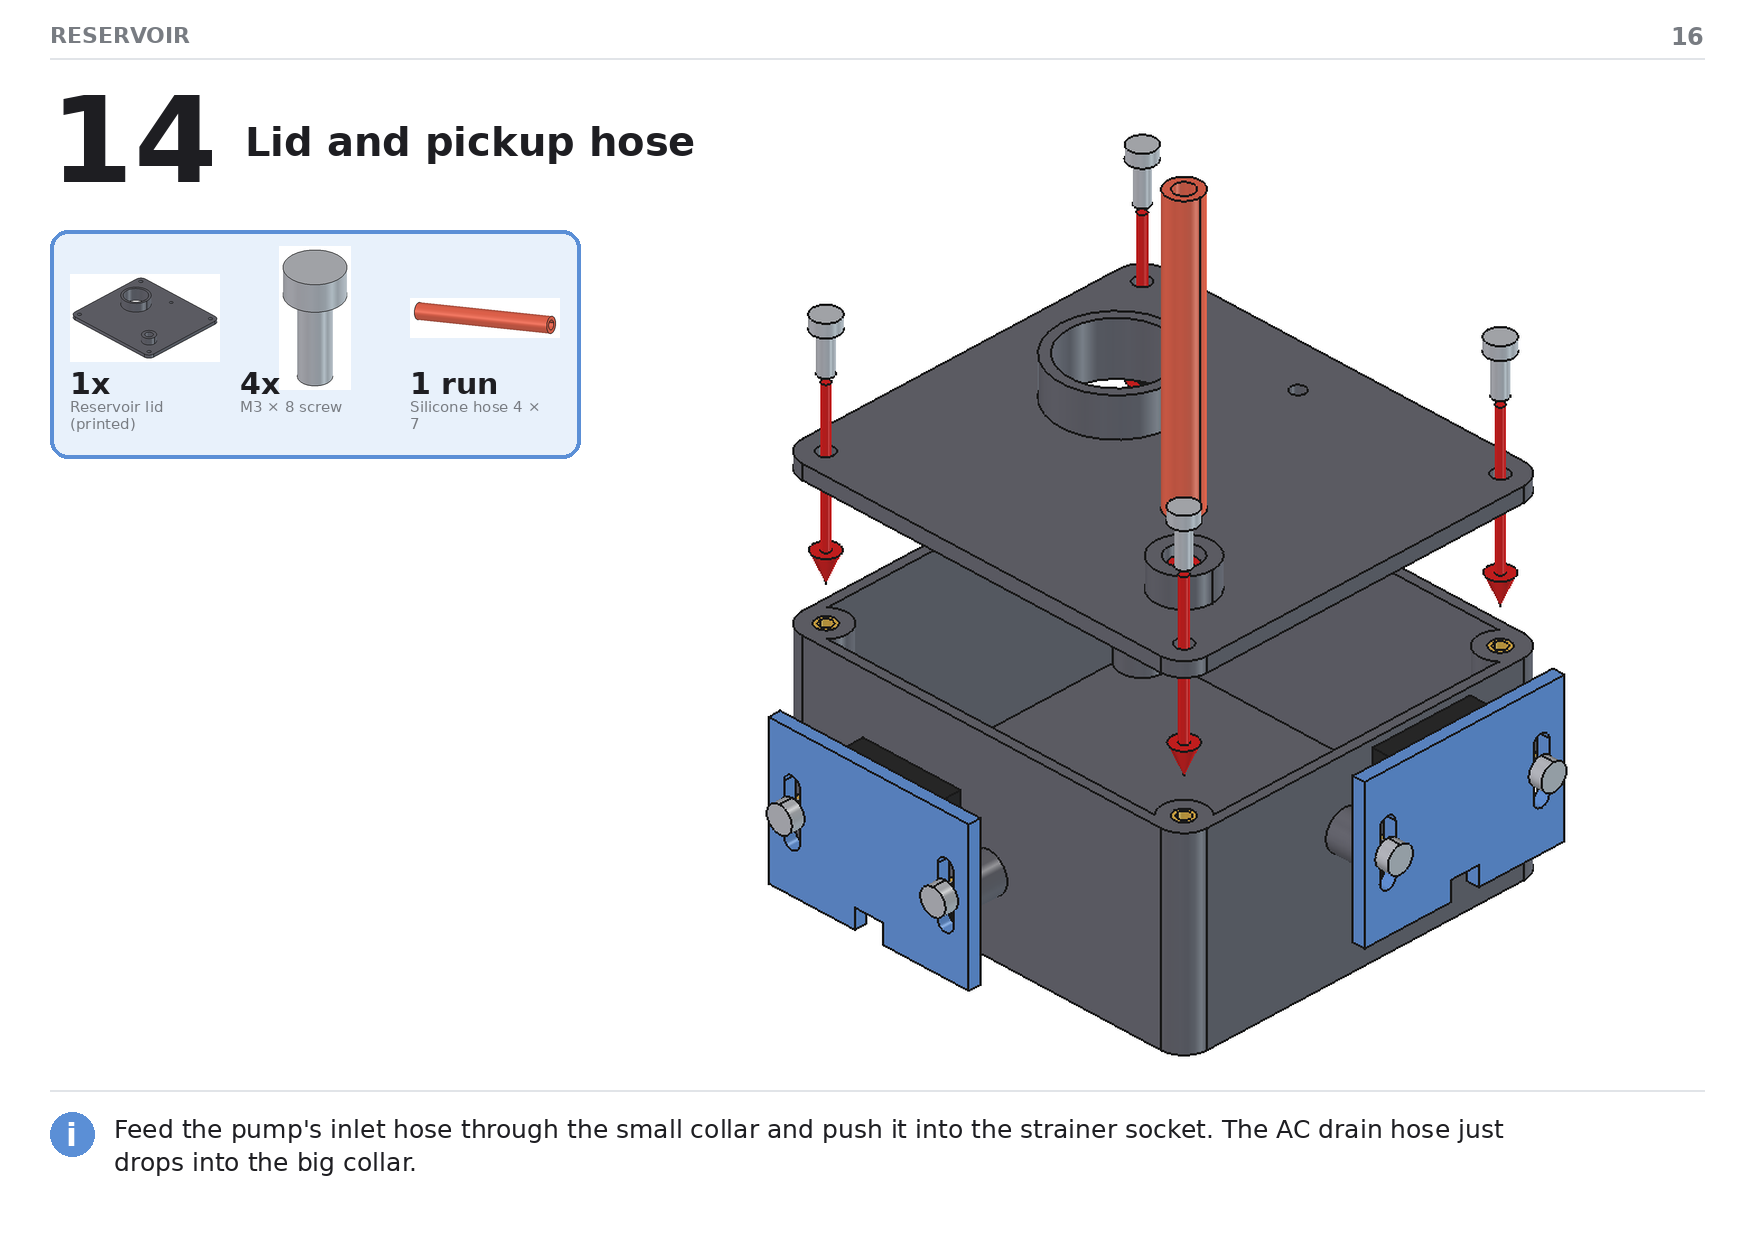 RESERVOIR
16
14
Lid and pickup hose
1x
Reservoir lid
(printed)
4x
M3 × 8 screw
1 run
Silicone hose 4 ×
7
i
Feed the pump's inlet hose through the small collar and push it into the strainer socket. The AC drain hose just
drops into the big collar.